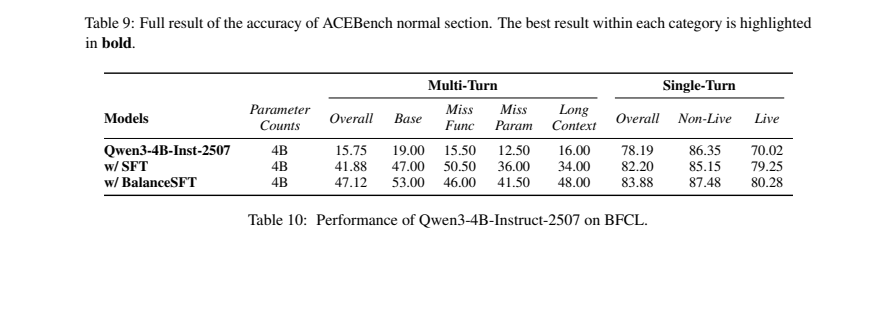 Table 9: Full result of the accuracy of ACEBench normal section. The best result within each category is highlighted
in bold.
Multi-Turn Single-Turn
Models Parameter Counts Overall Base Miss Func Miss Param Long Context Overall Non-Live Live
Qwen3-4B-Inst-2507 4B 15.75 19.00 15.50 12.50 16.00 78.19 86.35 70.02
w/ SFT 4B 41.88 47.00 50.50 36.00 34.00 82.20 85.15 79.25
w/ BalanceSFT 4B 47.12 53.00 46.00 41.50 48.00 83.88 87.48 80.28
Table 10: Performance of Qwen3-4B-Instruct-2507 on BFCL.